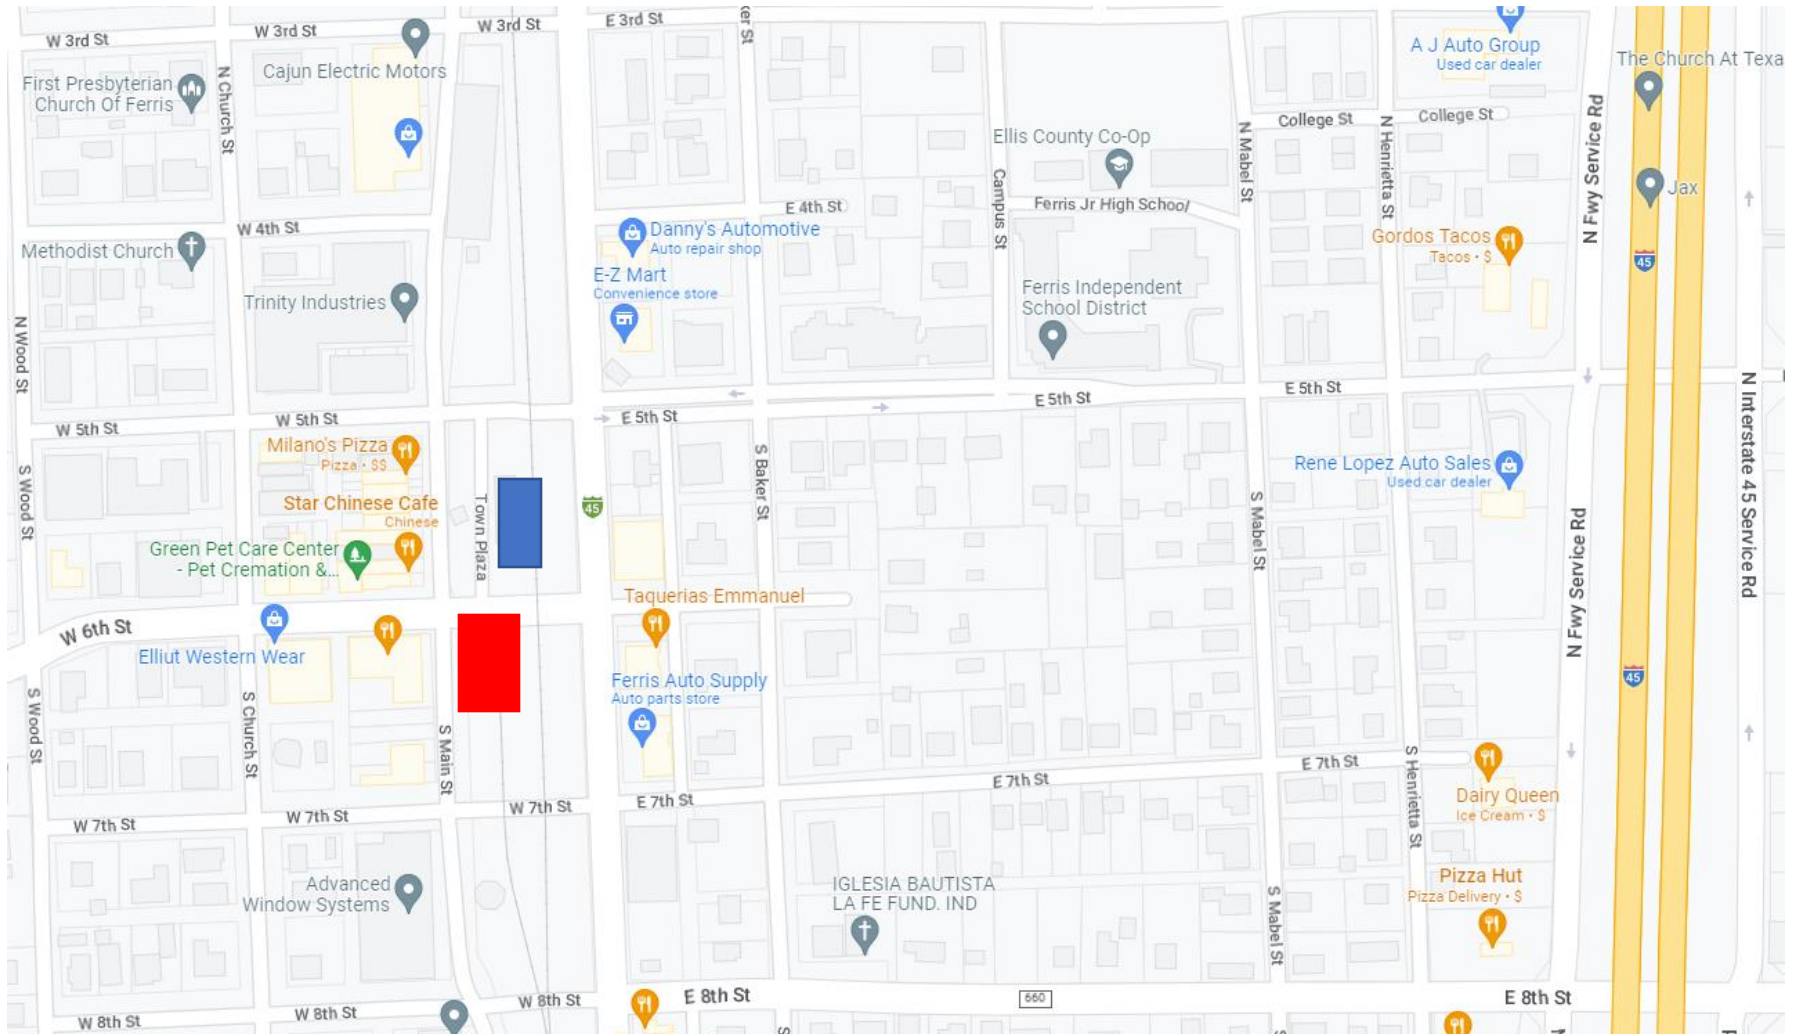 W 3rd St
W 3rd St
W 3rd St
E 3rd St
ker St
A J Auto Group
Used car dealer
The Church At Texa
First Presbyterian
Church Of Ferris
N Church St
Cajun Electric Motors
N Fwy Service Rd
College St
College St
N Mabel St
N Henrietta St
Ellis County Co-Op
Campus St
Jax
E 4th St
Ferris Jr High School
W 4th St
Danny's Automotive
Auto repair shop
Methodist Church
Gordos Tacos
Tacos • $
45
E-Z Mart
Convenience store
Trinity Industries
Ferris Independent
School District
N Wood St
N Interstate 45 Service Rd
E 5th St
E 5th St
E 5th St
W 5th St
W 5th St
Milano's Pizza
Pizza • $$
S Wood St
S Baker St
Rene Lopez Auto Sales
Used car dealer
Star Chinese Cafe
Chinese
Town Plaza
45
S Mabel St
N Fwy Service Rd
Green Pet Care Center
- Pet Cremation &...
Taquerias Emmanuel
W 6th St
Elliut Western Wear
Ferris Auto Supply
Auto parts store
45
S Wood St
S Church St
S Main St
E 7th St
E 7th St
E 7th St
S Henrietta St
Dairy Queen
Ice Cream • $
W 7th St
W 7th St
W 7th St
Advanced
Window Systems
IGLESIA BAUTISTA
LA FE FUND. IND
Pizza Hut
Pizza Delivery • $
S Mabel St
W 8th St
W 8th St
W 8th St
E 8th St
660
E 8th St